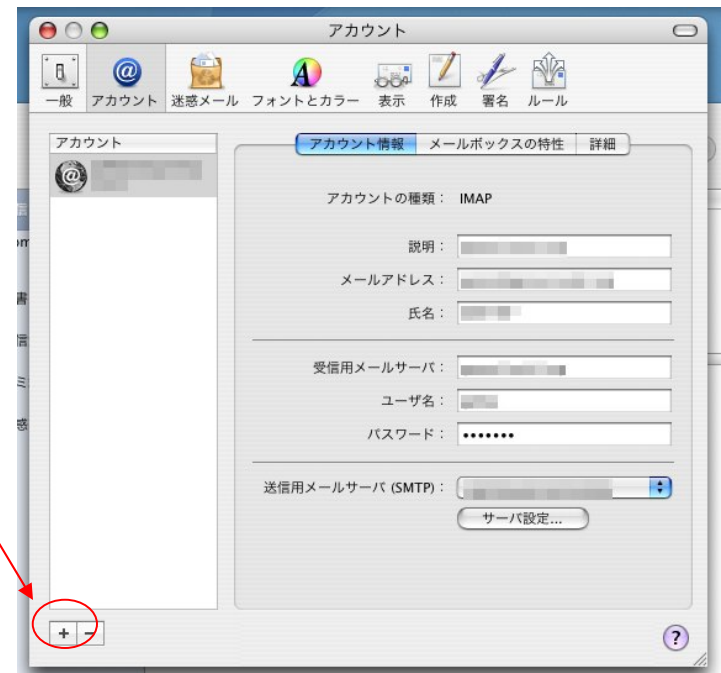 アカウント
一般 アカウント 迷惑メール フォントとカラー 表示 作成 署名 ルール
アカウント
アカウント情報 メールボックスの特性 詳細
アカウントの種類： IMAP
説明：
メールアドレス：
氏名：
受信用メールサーバ：
ユーザ名：
パスワード： •••••••
送信用メールサーバ (SMTP)：
サーバ設定...
+ −
?